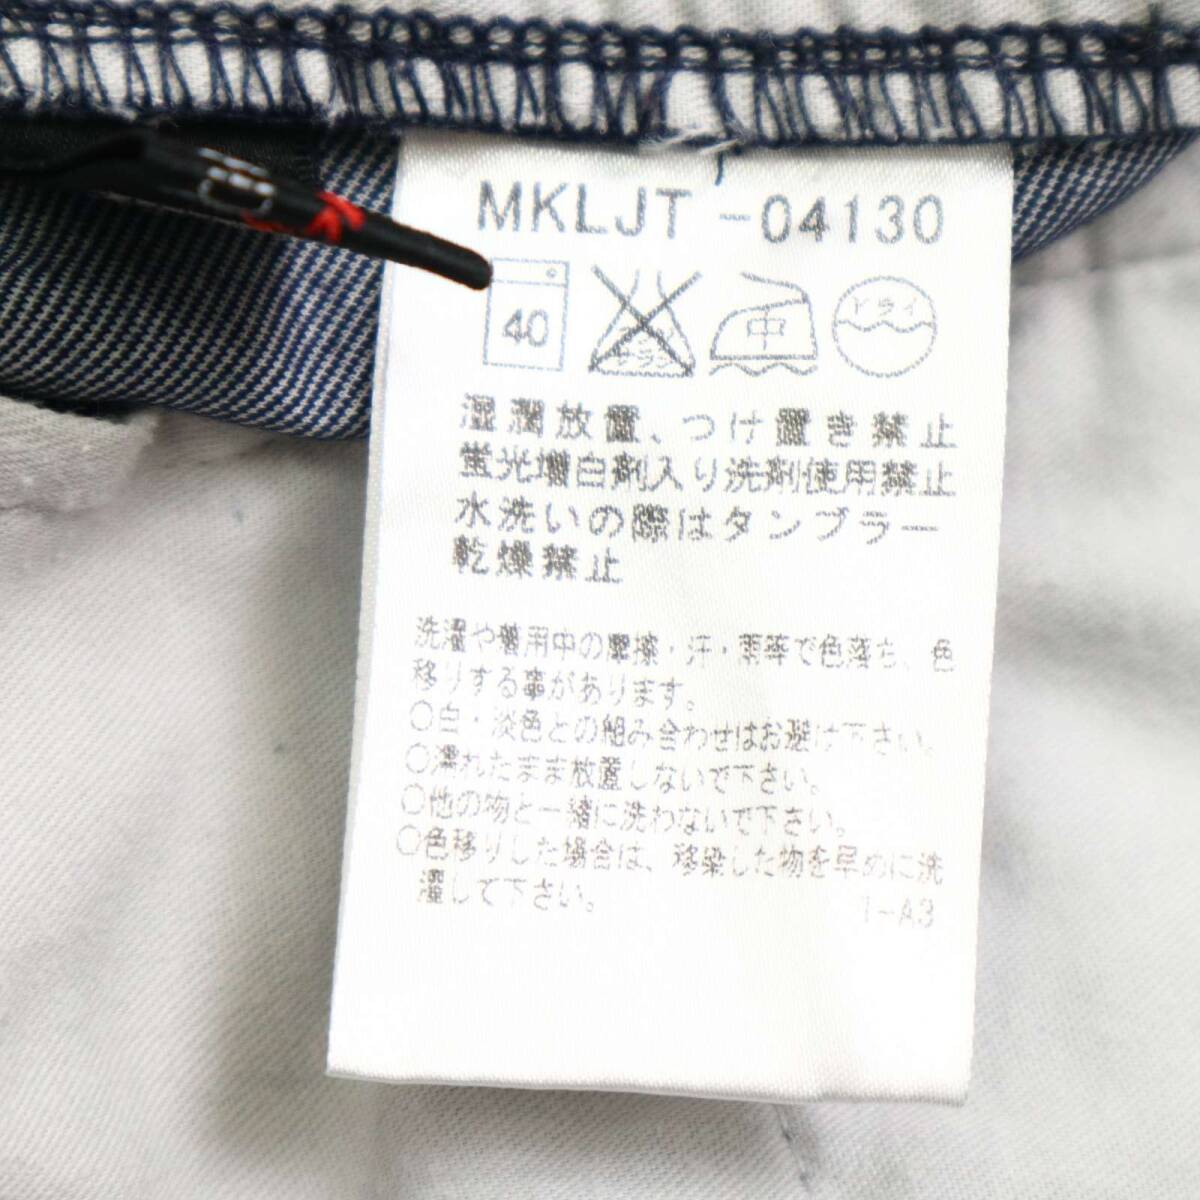 MKLJT -04130
40
エンソ
サラシ
中
ドライ
湿潤放置、つけ置き禁止
蛍光増白剤入り洗剤使用禁止
水洗いの際はタンブラー
乾燥禁止
洗濯や着用中の摩擦・汗・雨等で色落ち、色
移りする事があります。
○白・淡色との組み合わせはお避け下さい。
○濡れたまま放置しないで下さい。
○他の物と一緒に洗わないで下さい。
○色移りした場合は、移染した物を早めに洗
濯して下さい。
1-A3